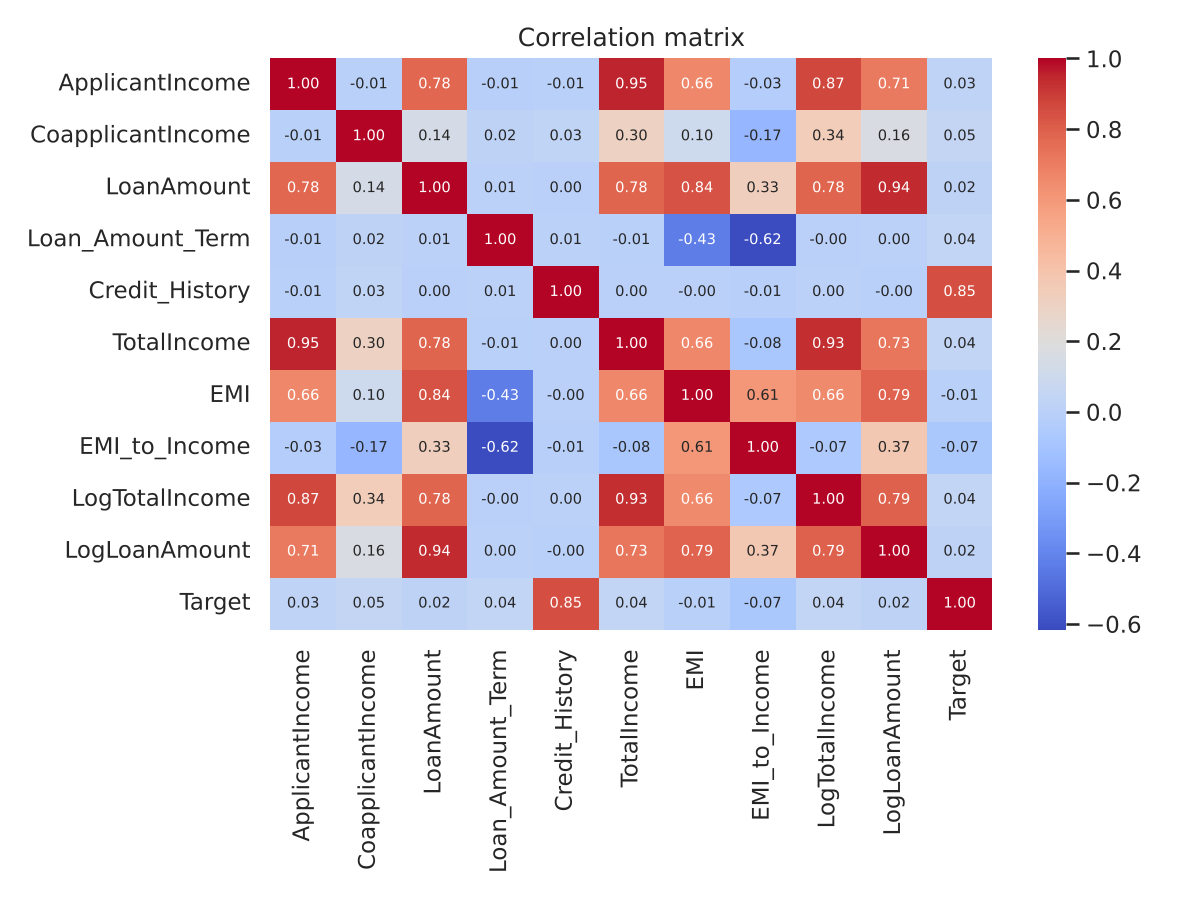 Correlation matrix
ApplicantIncome 1.00 -0.01 0.78 -0.01 -0.01 0.95 0.66 -0.03 0.87 0.71 0.03
CoapplicantIncome -0.01 1.00 0.14 0.02 0.03 0.30 0.10 -0.17 0.34 0.16 0.05
LoanAmount 0.78 0.14 1.00 0.01 0.00 0.78 0.84 0.33 0.78 0.94 0.02
Loan_Amount_Term -0.01 0.02 0.01 1.00 0.01 -0.01 -0.43 -0.62 -0.00 0.00 0.04
Credit_History -0.01 0.03 0.00 0.01 1.00 0.00 -0.00 -0.01 0.00 -0.00 0.85
TotalIncome 0.95 0.30 0.78 -0.01 0.00 1.00 0.66 -0.08 0.93 0.73 0.04
EMI 0.66 0.10 0.84 -0.43 -0.00 0.66 1.00 0.61 0.66 0.79 -0.01
EMI_to_Income -0.03 -0.17 0.33 -0.62 -0.01 -0.08 0.61 1.00 -0.07 0.37 -0.07
LogTotalIncome 0.87 0.34 0.78 -0.00 0.00 0.93 0.66 -0.07 1.00 0.79 0.04
LogLoanAmount 0.71 0.16 0.94 0.00 -0.00 0.73 0.79 0.37 0.79 1.00 0.02
Target 0.03 0.05 0.02 0.04 0.85 0.04 -0.01 -0.07 0.04 0.02 1.00
ApplicantIncome
CoapplicantIncome
LoanAmount
Loan_Amount_Term
Credit_History
TotalIncome
EMI
EMI_to_Income
LogTotalIncome
LogLoanAmount
Target
1.0
0.8
0.6
0.4
0.2
0.0
−0.2
−0.4
−0.6